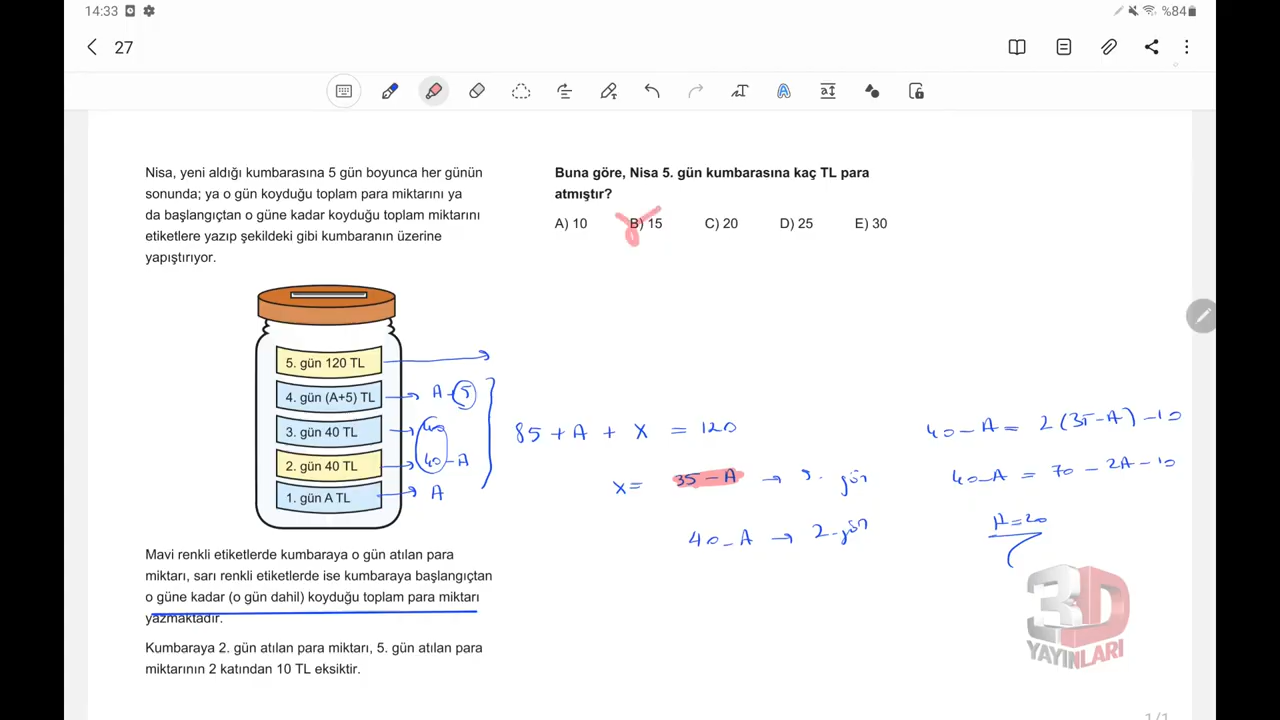 14:33
%84
27
Nisa, yeni aldığı kumbarasına 5 gün boyunca her günün
sonunda; ya o gün koyduğu toplam para miktarını ya
da başlangıçtan o güne kadar koyduğu toplam miktarını
etiketlere yazıp şekildeki gibi kumbaranın üzerine
yapıştırıyor.
5. gün 120 TL
4. gün (A+5) TL → A+5
3. gün 40 TL → 40
2. gün 40 TL → 40-A
1. gün A TL → A
Mavi renkli etiketlerde kumbaraya o gün atılan para
miktarı, sarı renkli etiketlerde ise kumbaraya başlangıçtan
o güne kadar (o gün dahil) koyduğu toplam para miktarı
yazmaktadır.
Kumbaraya 2. gün atılan para miktarı, 5. gün atılan para
miktarının 2 katından 10 TL eksiktir.
Buna göre, Nisa 5. gün kumbarasına kaç TL para
atmıştır?
A) 10 B) 15 C) 20 D) 25 E) 30
85 + A + x = 120
x = 35 - A → 5. gün
40 - A → 2. gün
40 - A = 2(35 - A) - 10
40 - A = 70 - 2A - 10
A = 20
3D
YAYINLARI
1/1